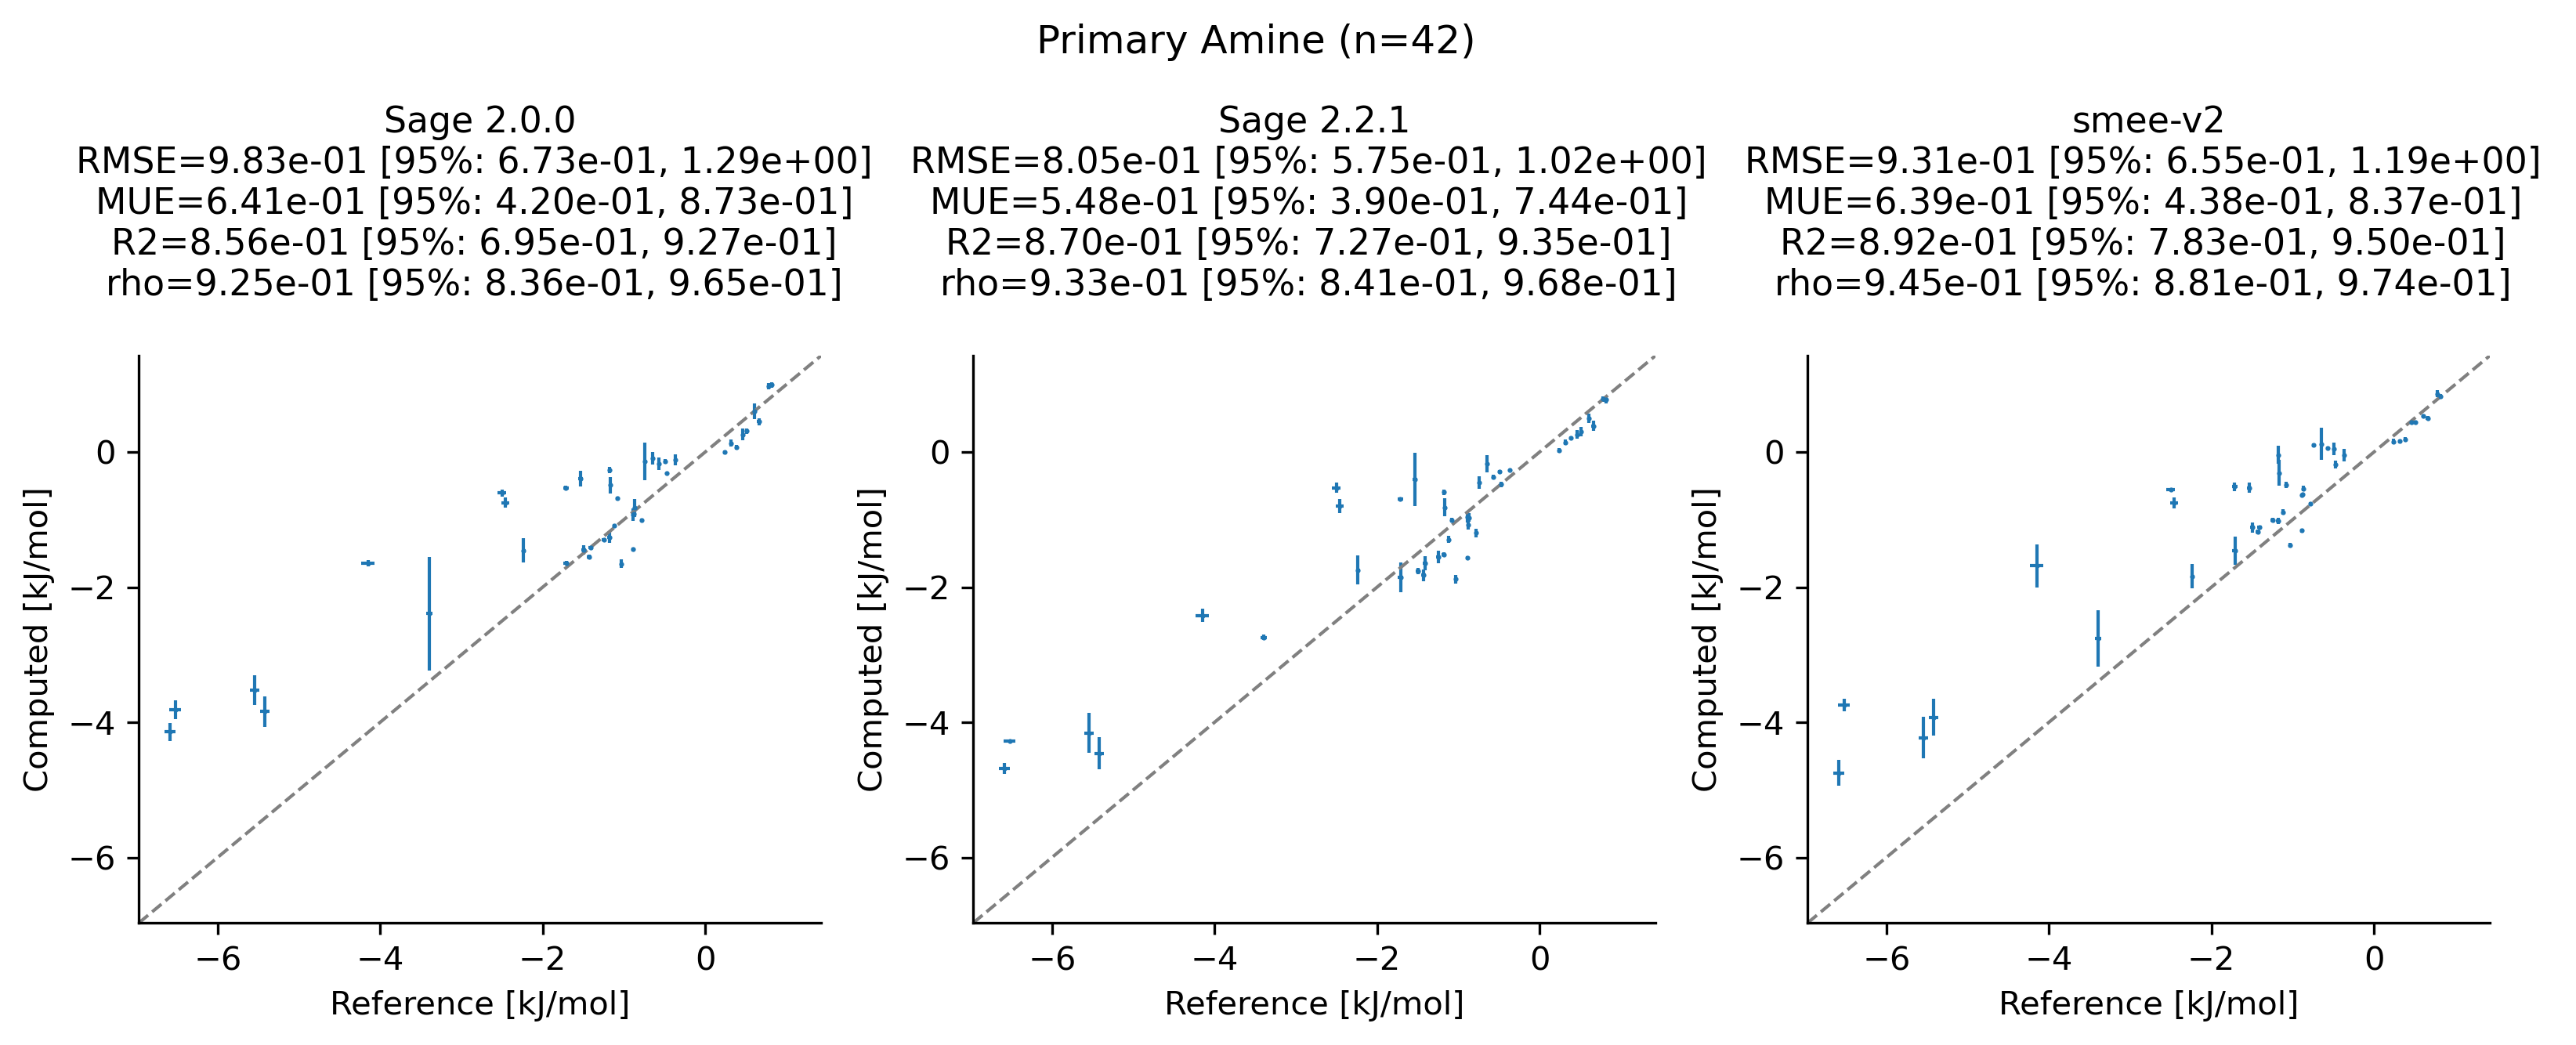 Primary Amine (n=42)
Sage 2.0.0
RMSE=9.83e-01 [95%: 6.73e-01, 1.29e+00]
MUE=6.41e-01 [95%: 4.20e-01, 8.73e-01]
R2=8.56e-01 [95%: 6.95e-01, 9.27e-01]
rho=9.25e-01 [95%: 8.36e-01, 9.65e-01]
0
−2
−4
−6
Computed [kJ/mol]
−6 −4 −2 0
Reference [kJ/mol]
Sage 2.2.1
RMSE=8.05e-01 [95%: 5.75e-01, 1.02e+00]
MUE=5.48e-01 [95%: 3.90e-01, 7.44e-01]
R2=8.70e-01 [95%: 7.27e-01, 9.35e-01]
rho=9.33e-01 [95%: 8.41e-01, 9.68e-01]
0
−2
−4
−6
Computed [kJ/mol]
−6 −4 −2 0
Reference [kJ/mol]
smee-v2
RMSE=9.31e-01 [95%: 6.55e-01, 1.19e+00]
MUE=6.39e-01 [95%: 4.38e-01, 8.37e-01]
R2=8.92e-01 [95%: 7.83e-01, 9.50e-01]
rho=9.45e-01 [95%: 8.81e-01, 9.74e-01]
0
−2
−4
−6
Computed [kJ/mol]
−6 −4 −2 0
Reference [kJ/mol]